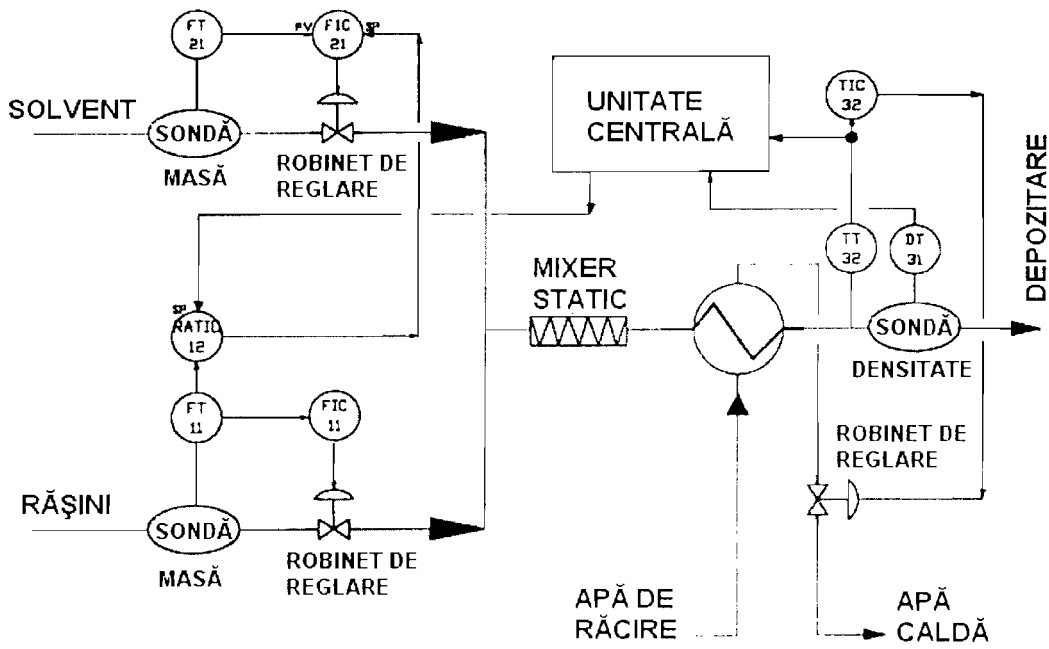 FT
21
PV
FIC
21
SP
SOLVENT
SONDĂ
MASĂ
ROBINET DE
REGLARE
UNITATE
CENTRALĂ
TIC
32
TT
32
DT
31
DEPOZITARE
MIXER
STATIC
SP
RATIO
12
SONDĂ
DENSITATE
FT
11
FIC
11
ROBINET DE
REGLARE
RĂŞINI
SONDĂ
MASĂ
ROBINET DE
REGLARE
APĂ DE
RĂCIRE
APĂ
CALDĂ